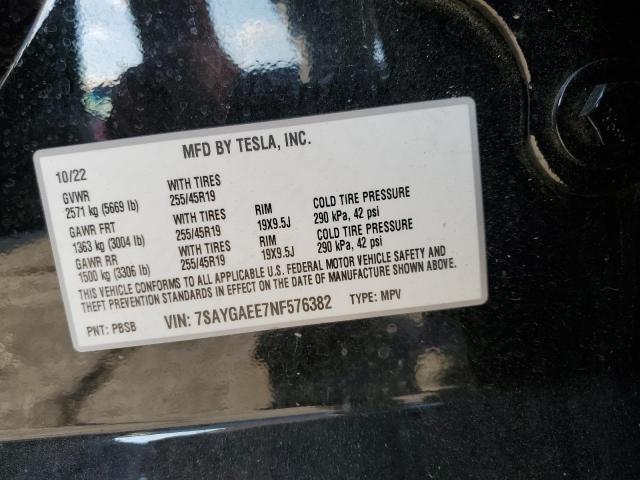 MFD BY TESLA, INC.
10/22
GVWR WITH TIRES
2571 kg (5669 lb) 255/45R19
GAWR FRT WITH TIRES RIM COLD TIRE PRESSURE
1363 kg (3004 lb) 255/45R19 19X9.5J 290 kPa, 42 psi
GAWR RR WITH TIRES RIM COLD TIRE PRESSURE
1500 kg (3306 lb) 255/45R19 19X9.5J 290 kPa, 42 psi
THIS VEHICLE CONFORMS TO ALL APPLICABLE U.S. FEDERAL MOTOR VEHICLE SAFETY AND
THEFT PREVENTION STANDARDS IN EFFECT ON THE DATE OF MANUFACTURE SHOWN ABOVE.
PNT: PBSB VIN: 7SAYGAEE7NF576382 TYPE: MPV